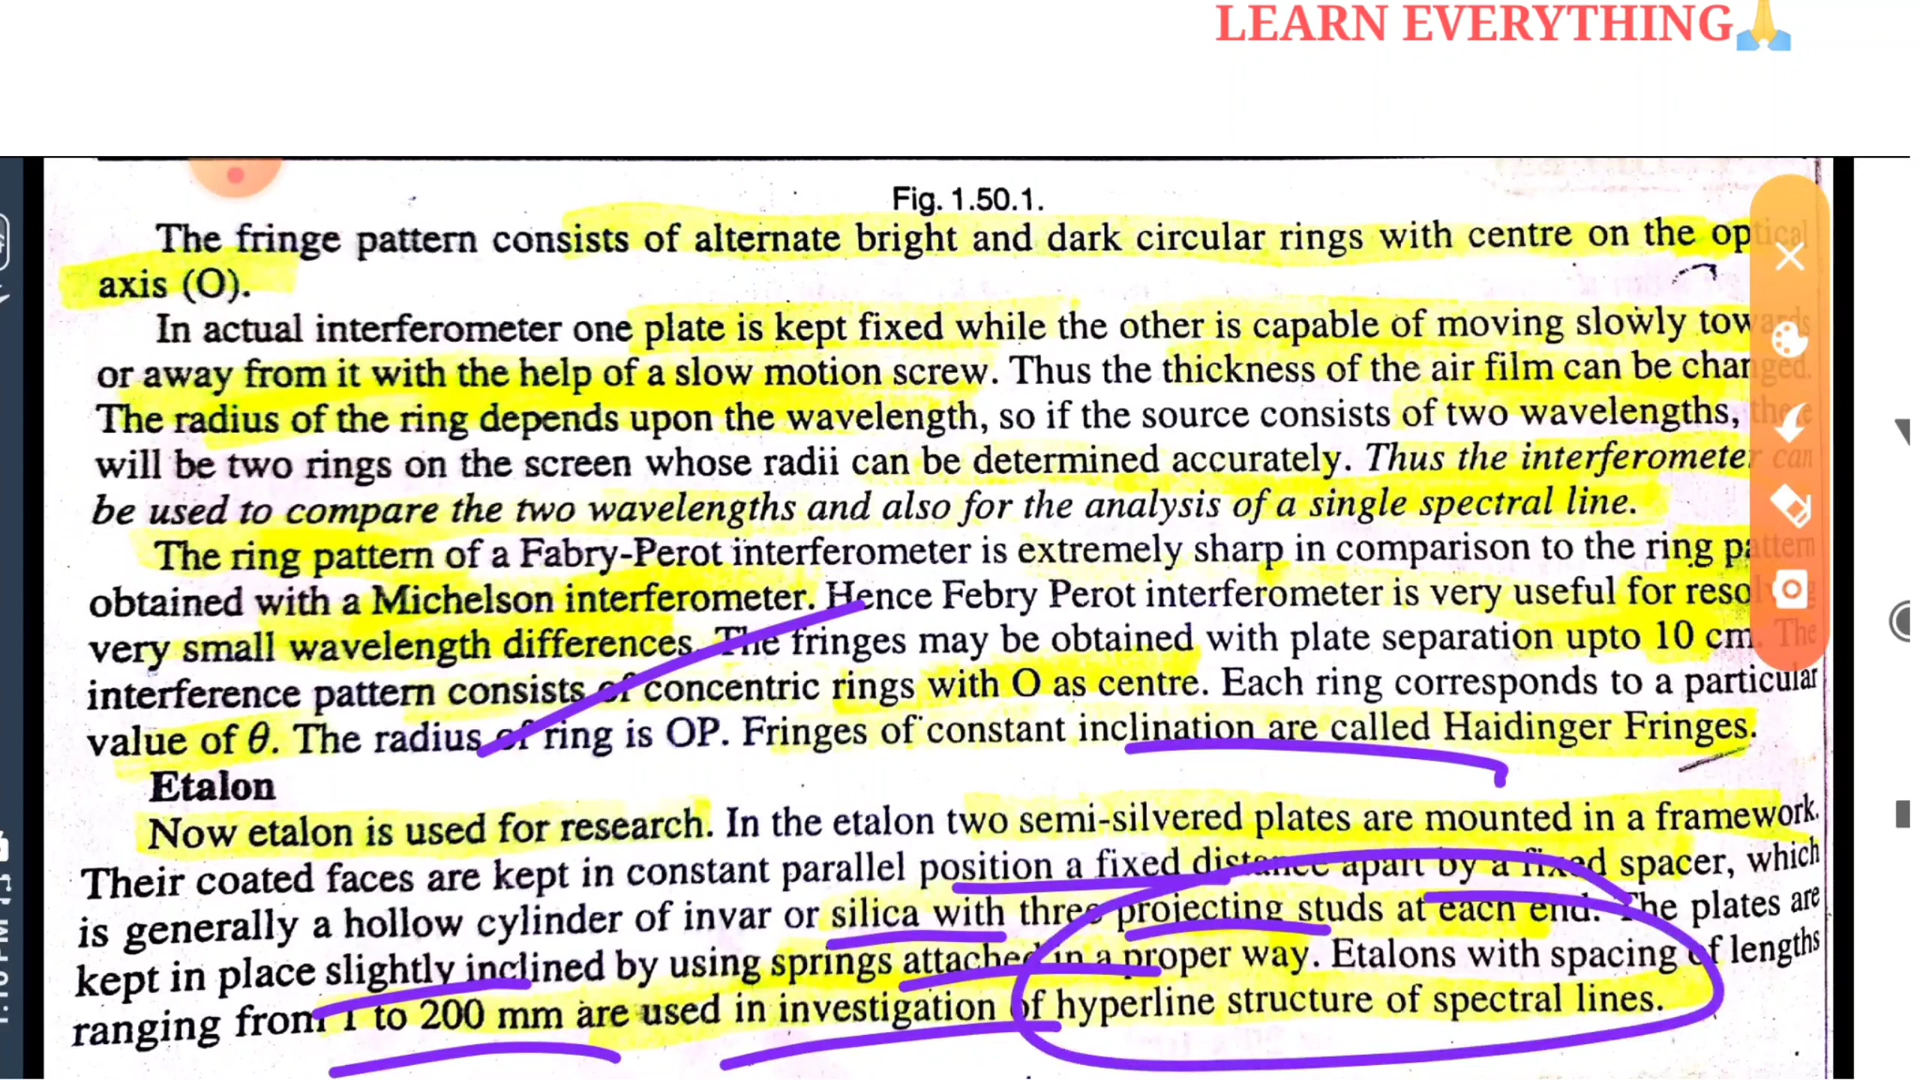 LEARN EVERYTHING🙏
Fig. 1.50.1.
The fringe pattern consists of alternate bright and dark circular rings with centre on the optical
axis (O).
In actual interferometer one plate is kept fixed while the other is capable of moving slowly towards
or away from it with the help of a slow motion screw. Thus the thickness of the air film can be changed.
The radius of the ring depends upon the wavelength, so if the source consists of two wavelengths, there
will be two rings on the screen whose radii can be determined accurately. Thus the interferometer can
be used to compare the two wavelengths and also for the analysis of a single spectral line.
The ring pattern of a Fabry-Perot interferometer is extremely sharp in comparison to the ring pattern
obtained with a Michelson interferometer. Hence Febry Perot interferometer is very useful for reso
very small wavelength differences. The fringes may be obtained with plate separation upto 10 cm. The
interference pattern consists of concentric rings with O as centre. Each ring corresponds to a particular
value of θ. The radius of ring is OP. Fringes of constant inclination are called Haidinger Fringes.
Etalon
Now etalon is used for research. In the etalon two semi-silvered plates are mounted in a framework.
Their coated faces are kept in constant parallel position a fixed distance apart by a fixed spacer, which
is generally a hollow cylinder of invar or silica with three projecting studs at each end. The plates are
kept in place slightly inclined by using springs attached in a proper way. Etalons with spacing of lengths
ranging from 1 to 200 mm are used in investigation of hyperline structure of spectral lines.